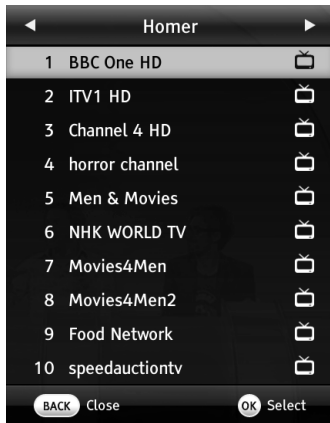 Homer
1 BBC One HD
2 ITV1 HD
3 Channel 4 HD
4 horror channel
5 Men & Movies
6 NHK WORLD TV
7 Movies4Men
8 Movies4Men2
9 Food Network
10 speedauctiontv
BACK Close OK Select